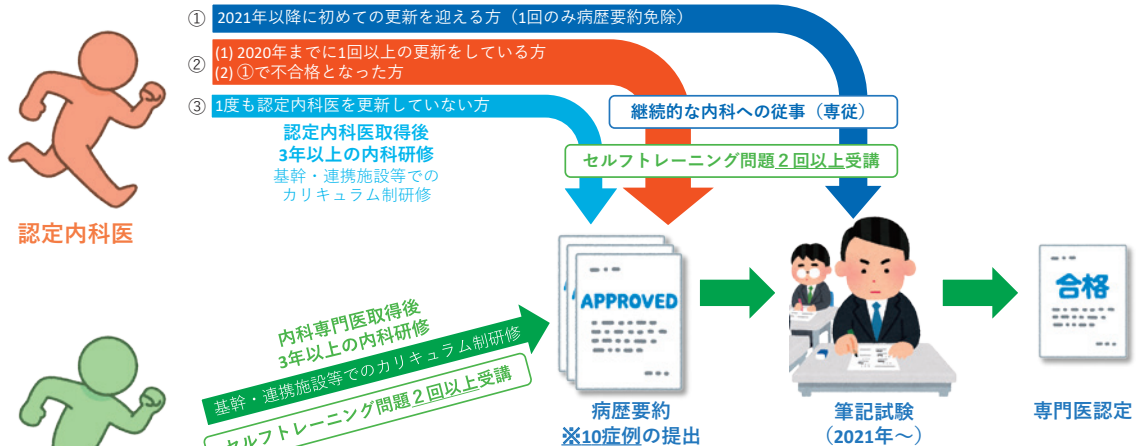 ① 2021年以降に初めての更新を迎える方（1回のみ病歴要約免除）
② (1) 2020年までに1回以上の更新をしている方
(2) ①で不合格となった方
③ 1度も認定内科医を更新していない方
継続的な内科への従事（専従）
認定内科医取得後
3年以上の内科研修
基幹・連携施設等での
カリキュラム制研修
セルフトレーニング問題２回以上受講
認定内科医
APPROVED
合格
内科専門医取得後
3年以上の内科研修
基幹・連携施設等でのカリキュラム制研修
セルフトレーニング問題２回以上受講
病歴要約
※10症例の提出
筆記試験
（2021年～）
専門医認定